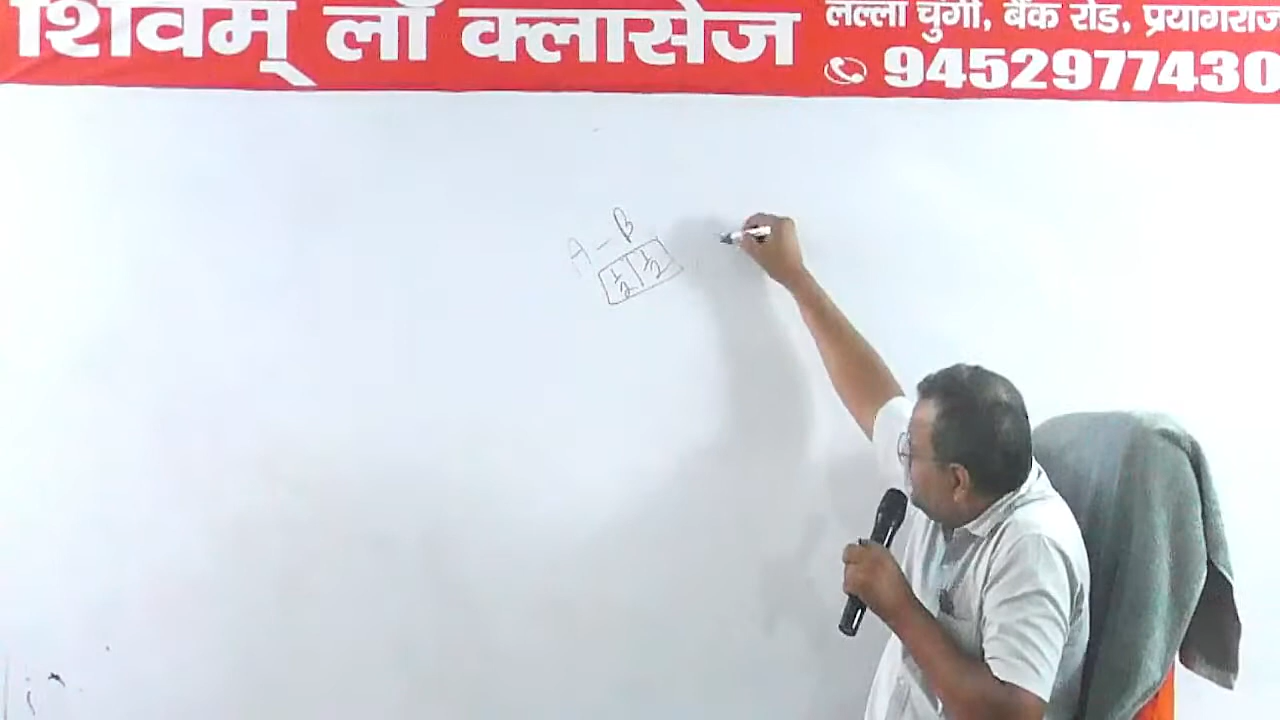 शिवम् लॉ क्लासेज
लल्ला चुंगी, बैंक रोड, प्रयागराज
9452977430
A - B
1/2 1/2